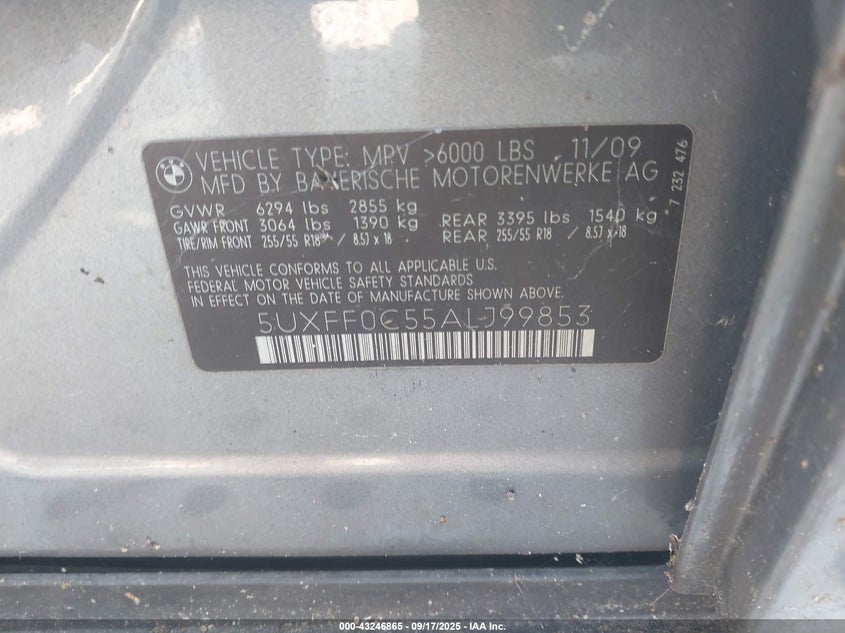 BMW
VEHICLE TYPE: MPV >6000 LBS 11/09
MFD BY BAYERISCHE MOTORENWERKE AG
GVWR 6294 lbs 2855 kg
GAWR FRONT 3064 lbs 1390 kg REAR 3395 lbs 1540 kg
TIRE/RIM FRONT 255/55 R18 / 8.5J x 18 REAR 255/55 R18 / 8.5J x 18
THIS VEHICLE CONFORMS TO ALL APPLICABLE U.S.
FEDERAL MOTOR VEHICLE SAFETY STANDARDS
IN EFFECT ON THE DATE OF MANUFACTURE SHOWN ABOVE.
5UXFF0C55ALJ99853
7 232 476
000-43246865 - 09/17/2025 - IAA Inc.